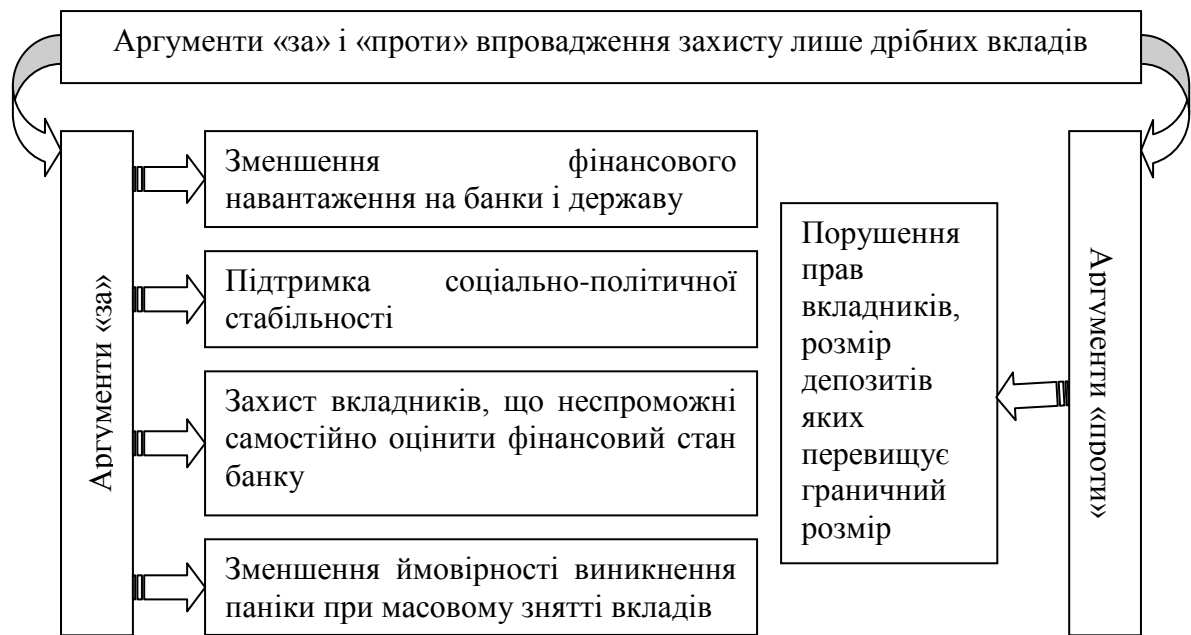 Аргументи «за» і «проти» впровадження захисту лише дрібних вкладів
Аргументи «за»
Зменшення фінансового
навантаження на банки і державу
Підтримка соціально-політичної
стабільності
Захист вкладників, що неспроможні
самостійно оцінити фінансовий стан
банку
Зменшення ймовірності виникнення
паніки при масовому знятті вкладів
Порушення
прав
вкладників,
розмір
депозитів
яких
перевищує
граничний
розмір
Аргументи «проти»